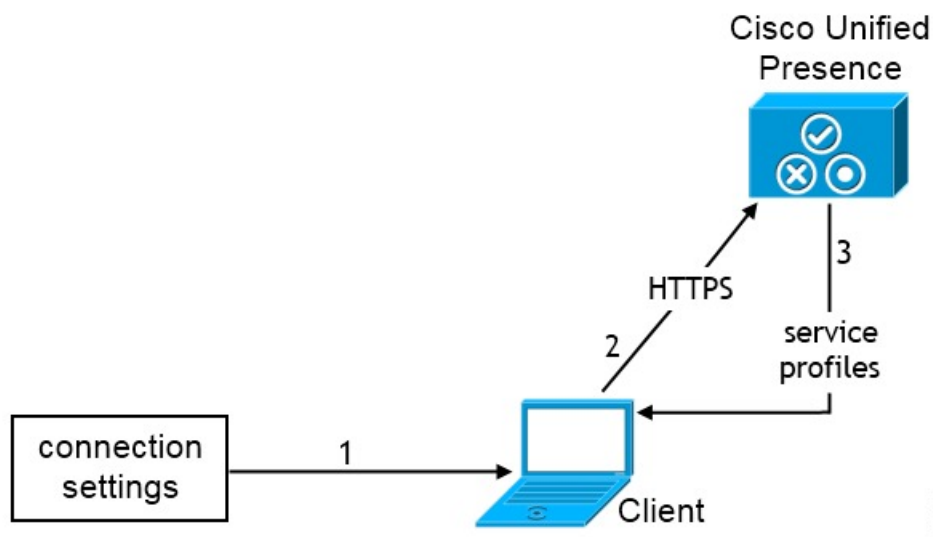 Cisco Unified
Presence
3
HTTPS
2
service
profiles
connection
settings
1
Client